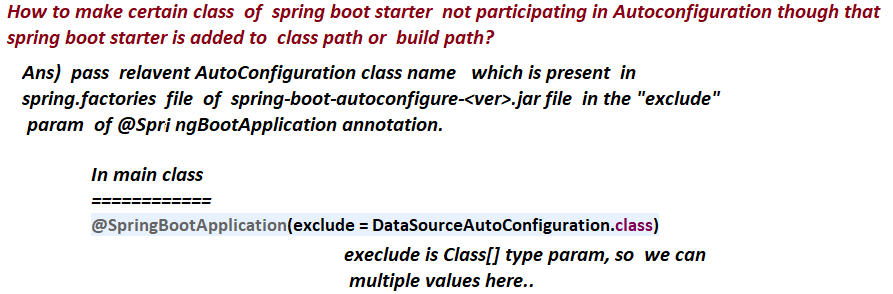 How to make certain class of spring boot starter not participating in Autoconfiguration though that
spring boot starter is added to class path or build path?
Ans) pass relavent AutoConfiguration class name which is present in
spring.factories file of spring-boot-autoconfigure-<ver>.jar file in the "exclude"
param of @Spri ngBootApplication annotation.
In main class
============
@SpringBootApplication(exclude = DataSourceAutoConfiguration.class)
execlude is Class[] type param, so we can
multiple values here..